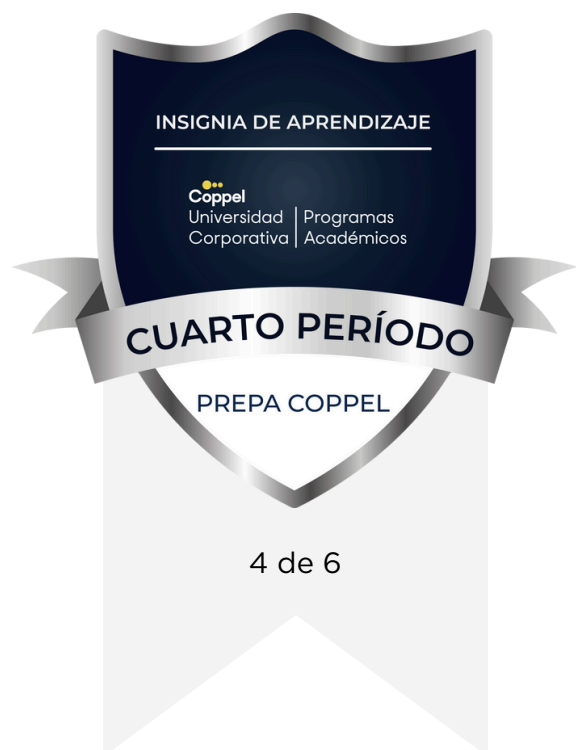 INSIGNIA DE APRENDIZAJE
Coppel
Universidad | Programas
Corporativa | Académicos
CUARTO PERÍODO
PREPA COPPEL
4 de 6